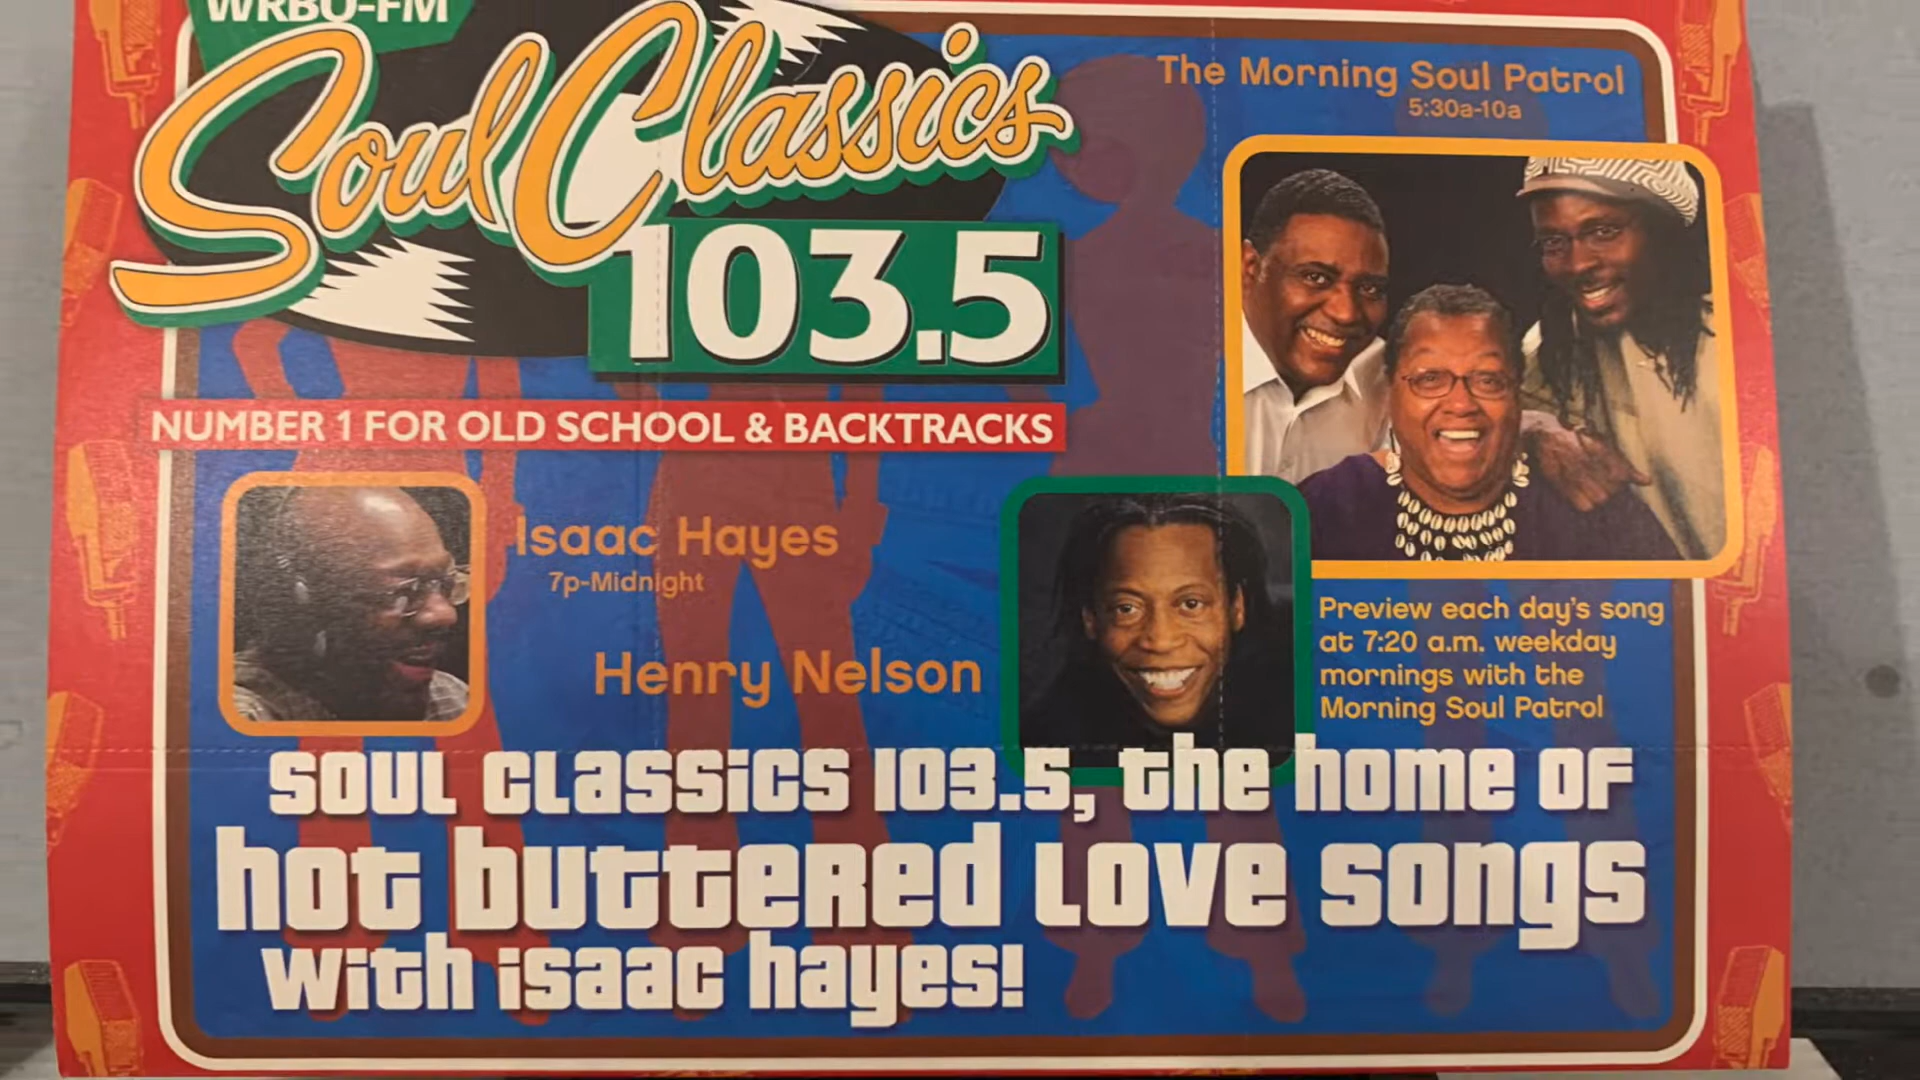 WRBO-FM
Soul Classics
103.5
NUMBER 1 FOR OLD SCHOOL & BACKTRACKS
The Morning Soul Patrol
5:30a-10a
Isaac Hayes
7p-Midnight
Henry Nelson
Preview each day's song
at 7:20 a.m. weekday
mornings with the
Morning Soul Patrol
SOUL CLASSICS 103.5, the home OF
hot buttered LOVE SONGS
with isaac hayes!